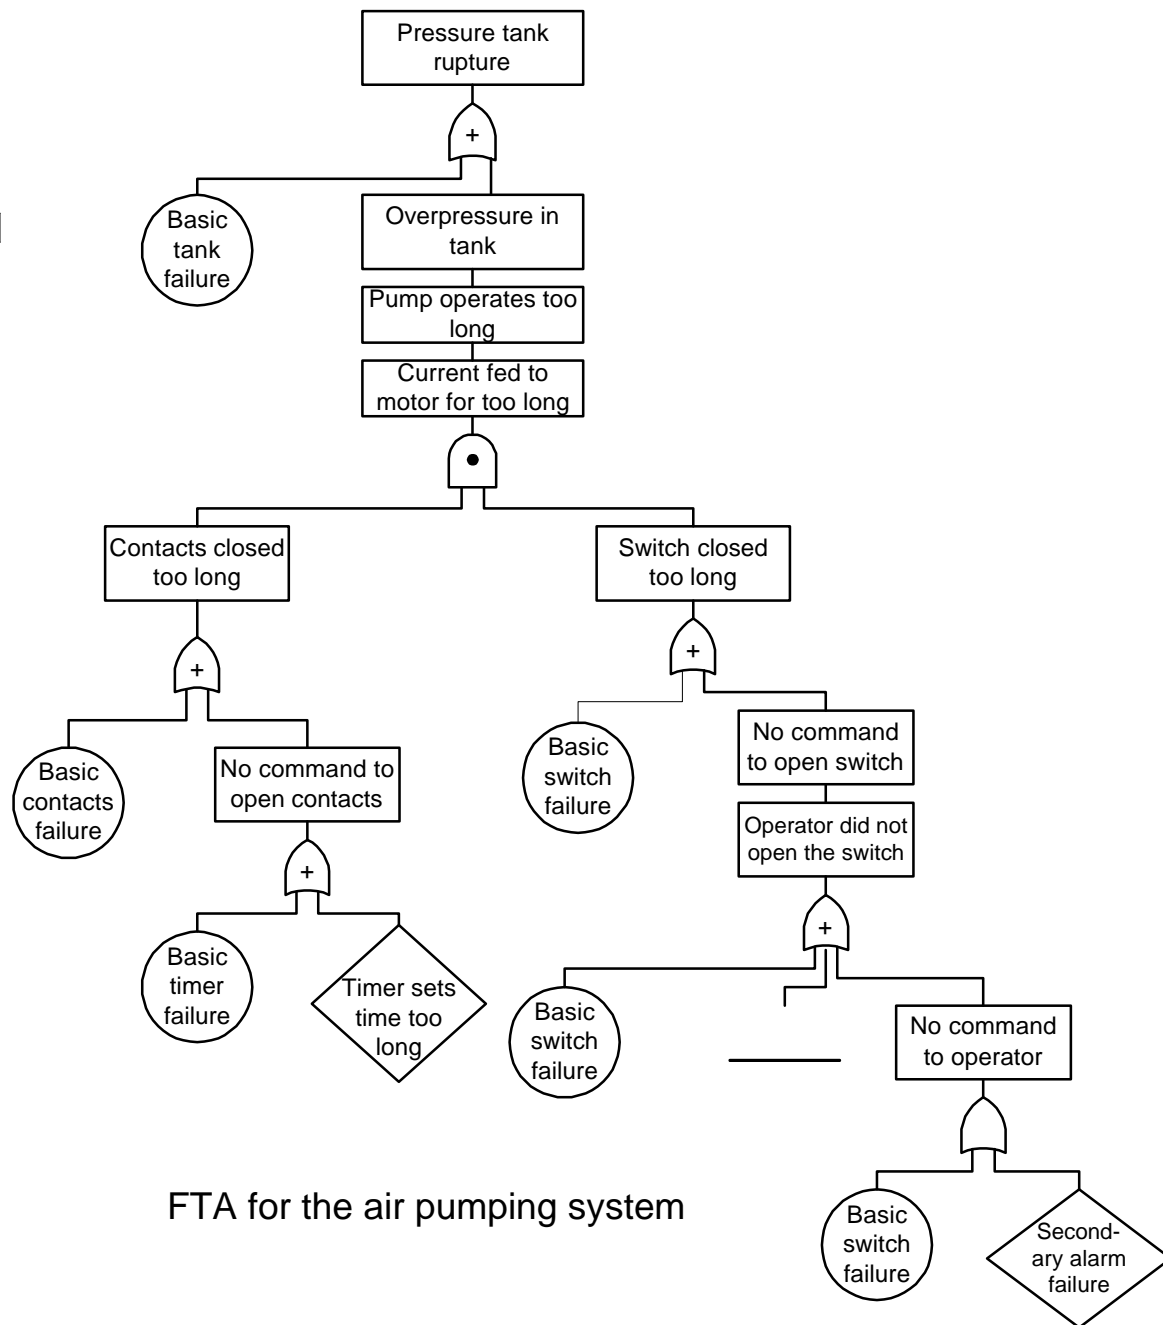 Pressure tank
rupture
+
Basic
tank
failure
Overpressure in
tank
Pump operates too
long
Current fed to
motor for too long
Contacts closed
too long
Switch closed
too long
+
+
Basic
contacts
failure
No command to
open contacts
Basic
switch
failure
No command
to open switch
Operator did not
open the switch
+
+
Basic
timer
failure
Timer sets
time too
long
Basic
switch
failure
No command
to operator
Basic
switch
failure
Second-
ary alarm
failure
FTA for the air pumping system